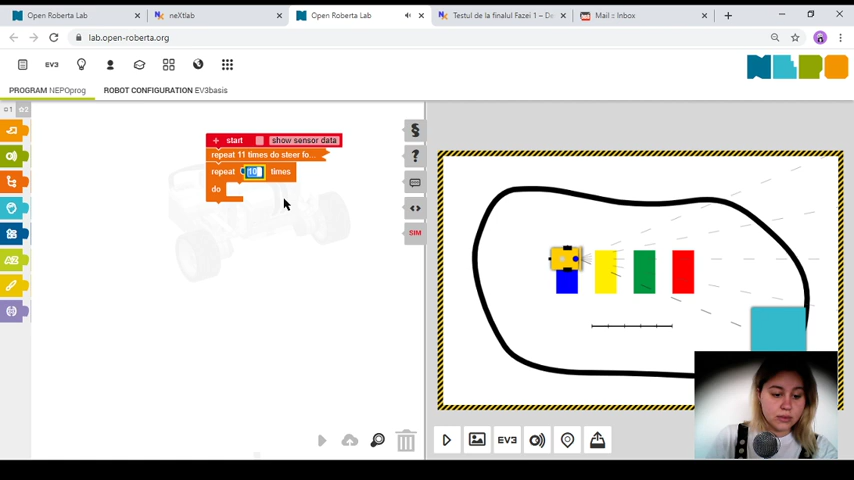 Open Roberta Lab
neXtlab
Open Roberta Lab
Testul de la finalul Fazei 1 – De
Mail :: Inbox
lab.open-roberta.org
EV3
PROGRAM NEPOprog
ROBOT CONFIGURATION EV3basis
1
2
start
show sensor data
repeat 11 times do steer fo...
repeat
10
times
do
§
?
<>
SIM
EV3